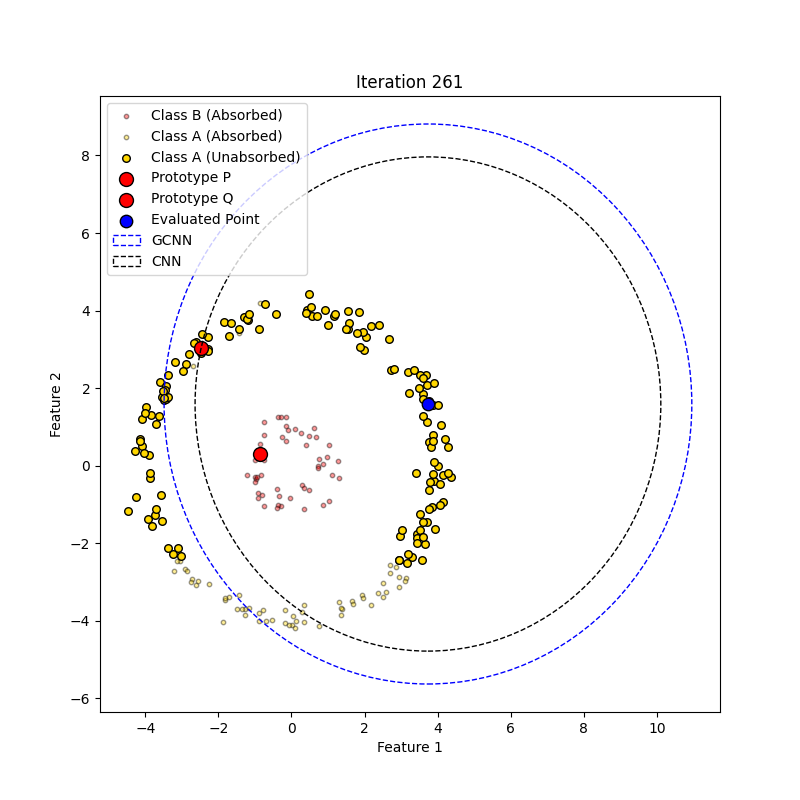 Iteration 261
Class B (Absorbed)
Class A (Absorbed)
Class A (Unabsorbed)
Prototype P
Prototype Q
Evaluated Point
GCNN
CNN
8
6
4
2
0
−2
−4
−6
Feature 2
−4 −2 0 2 4 6 8 10
Feature 1